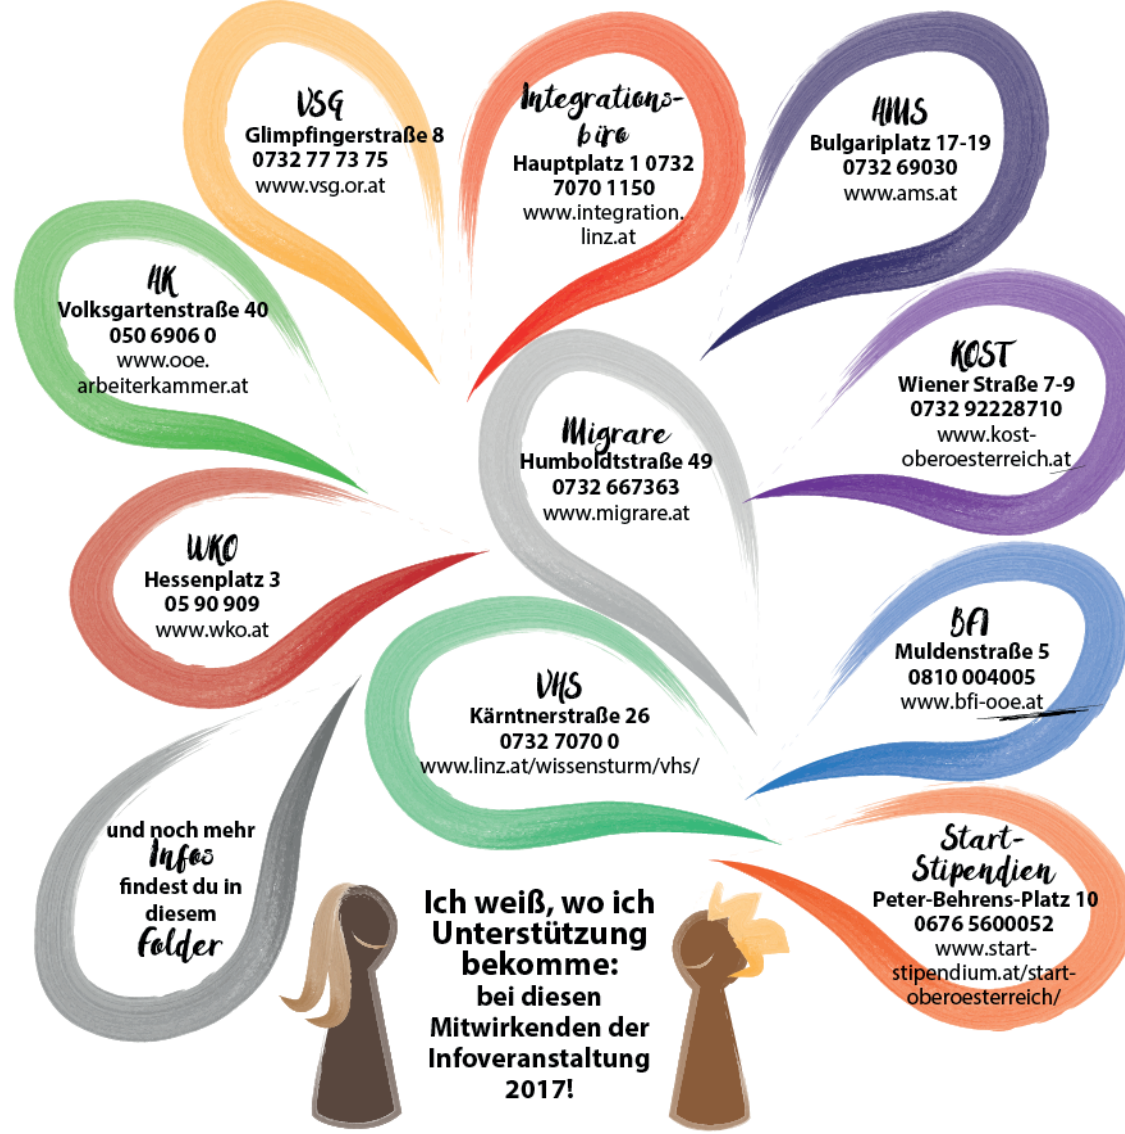 VSG
Glimpfingerstraße 8
0732 77 73 75
www.vsg.or.at
Integrations-
büro
Hauptplatz 1 0732
7070 1150
www.integration.
linz.at
AMS
Bulgariplatz 17-19
0732 69030
www.ams.at
AK
Volksgartenstraße 40
050 6906 0
www.ooe.
arbeiterkammer.at
KOST
Wiener Straße 7-9
0732 92228710
www.kost-
oberoesterreich.at
Migrare
Humboldtstraße 49
0732 667363
www.migrare.at
WKO
Hessenplatz 3
05 90 909
www.wko.at
BFI
Muldenstraße 5
0810 004005
www.bfi-ooe.at
VHS
Kärntnerstraße 26
0732 7070 0
www.linz.at/wissensturm/vhs/
und noch mehr
Infos
findest du in
diesem
Folder
Start-
Stipendien
Peter-Behrens-Platz 10
0676 5600052
www.start-
stipendium.at/start-
oberoesterreich/
Ich weiß, wo ich
Unterstützung
bekomme:
bei diesen
Mitwirkenden der
Infoveranstaltung
2017!